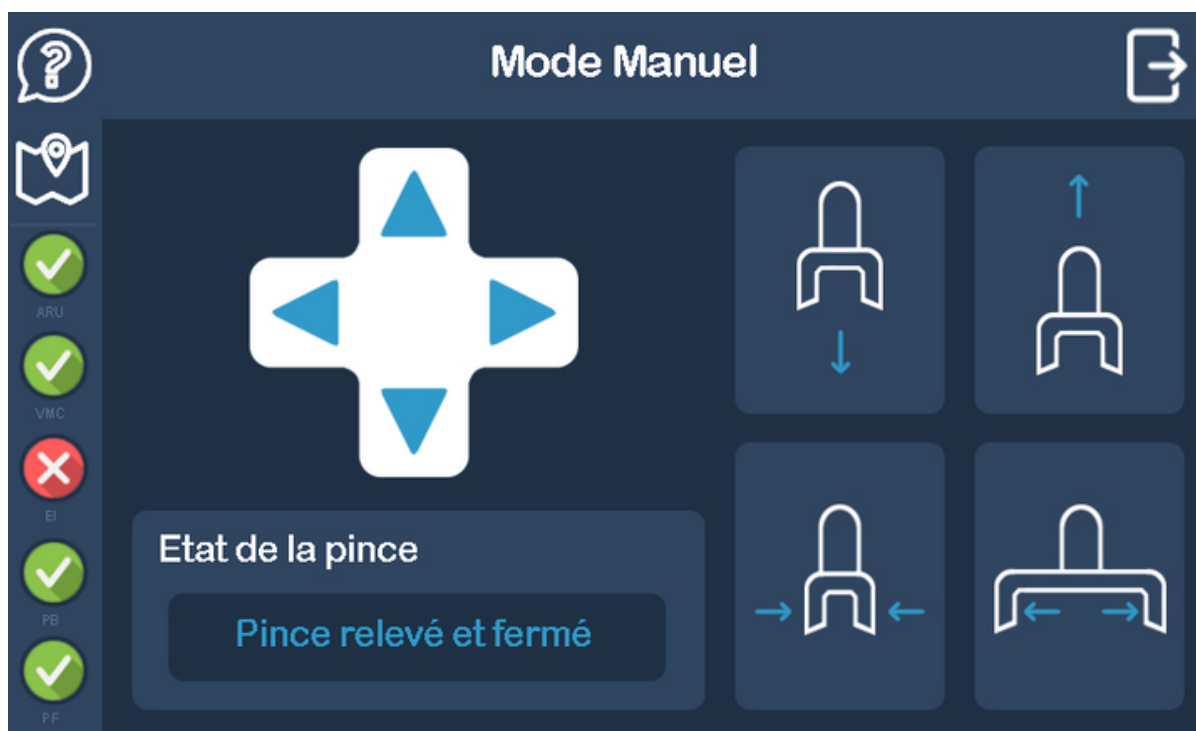 Mode Manuel
ARU
VMC
EI
PB
PF
Etat de la pince
Pince relevé et fermé